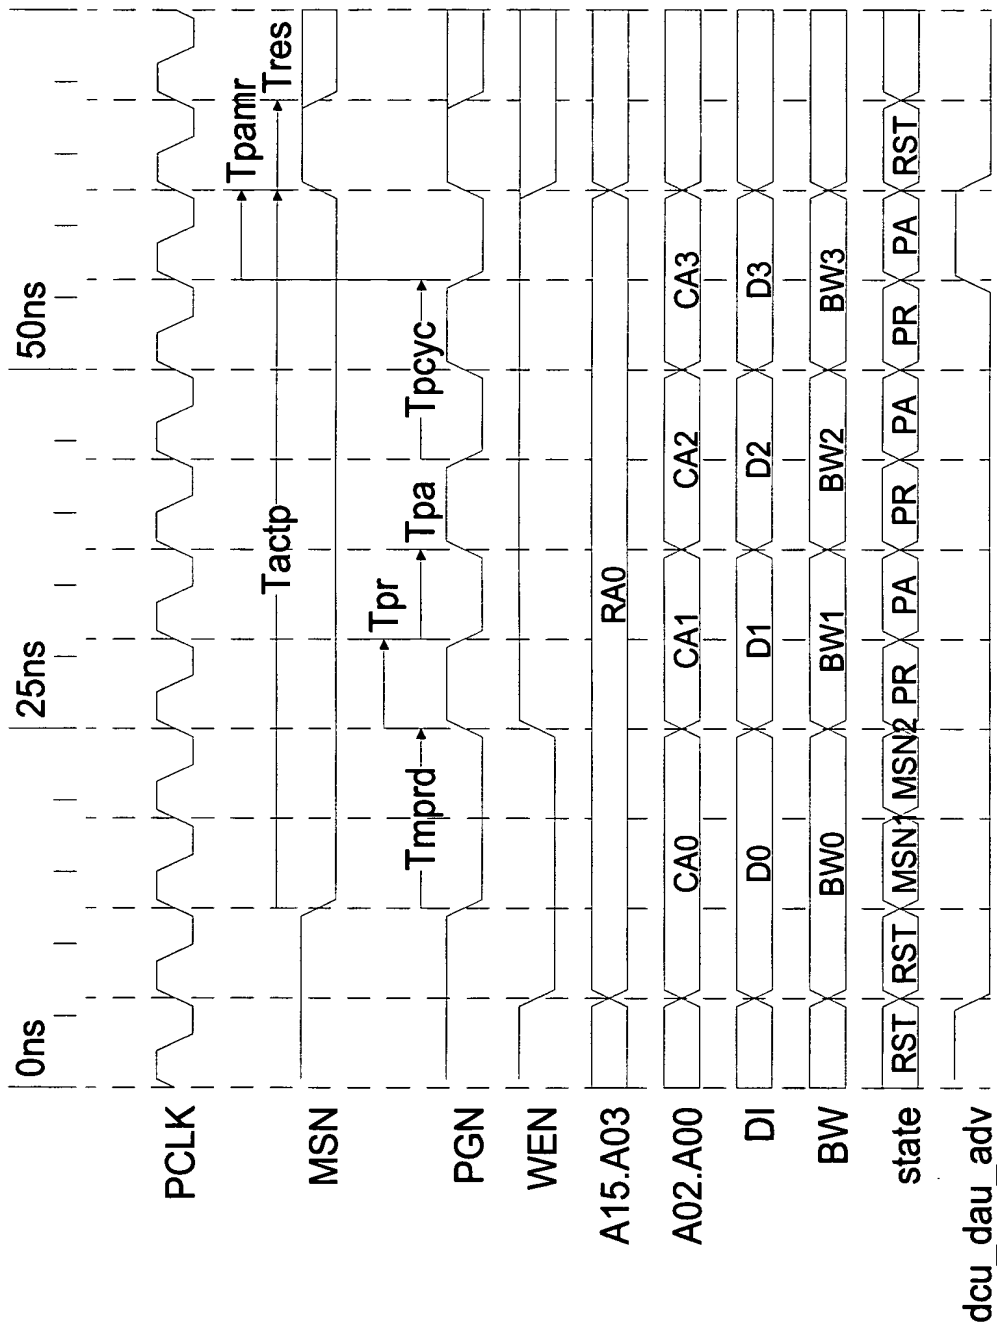 0ns 25ns 50ns
PCLK
Tpamr
Tactp Tres
MSN
Tpr
Tmprd Tpa Tpcyc
PGN
WEN
A15.A03 RA0
A02.A00 CA0 CA1 CA2 CA3
DI D0 D1 D2 D3
BW BW0 BW1 BW2 BW3
state RST RST MSN1 MSN2 PR PA PR PA PR PA RST
dcu_dau_adv